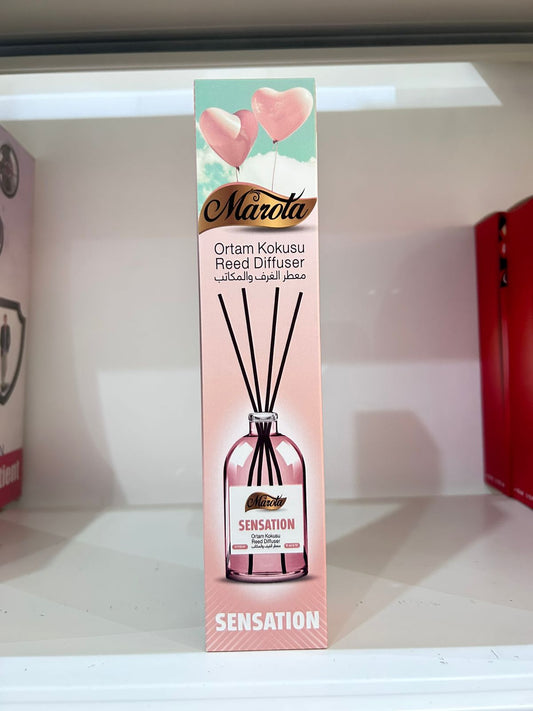 Marota
Ortam Kokusu
Reed Diffuser
معطر الغرف والمكاتب
Marota
SENSATION
Ortam Kokusu
Reed Diffuser
معطر الغرف والمكاتب
SENSATION